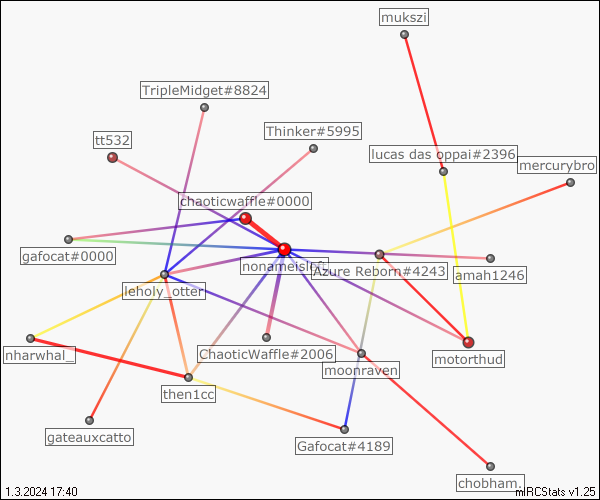 mukszi
TripleMidget#8824
Thinker#5995
tt532
lucas das oppai#2396
mercurybro
chaoticwaffle#0000
gafocat#0000
nonameisleft
Azure Reborn#4243
amah1246
leholy_otter
nharwhal_
ChaoticWaffle#2006
moonraven
motorthud
then1cc
gateauxcatto
Gafocat#4189
chobham.
1.3.2024 17:40
mIRCStats v1.25